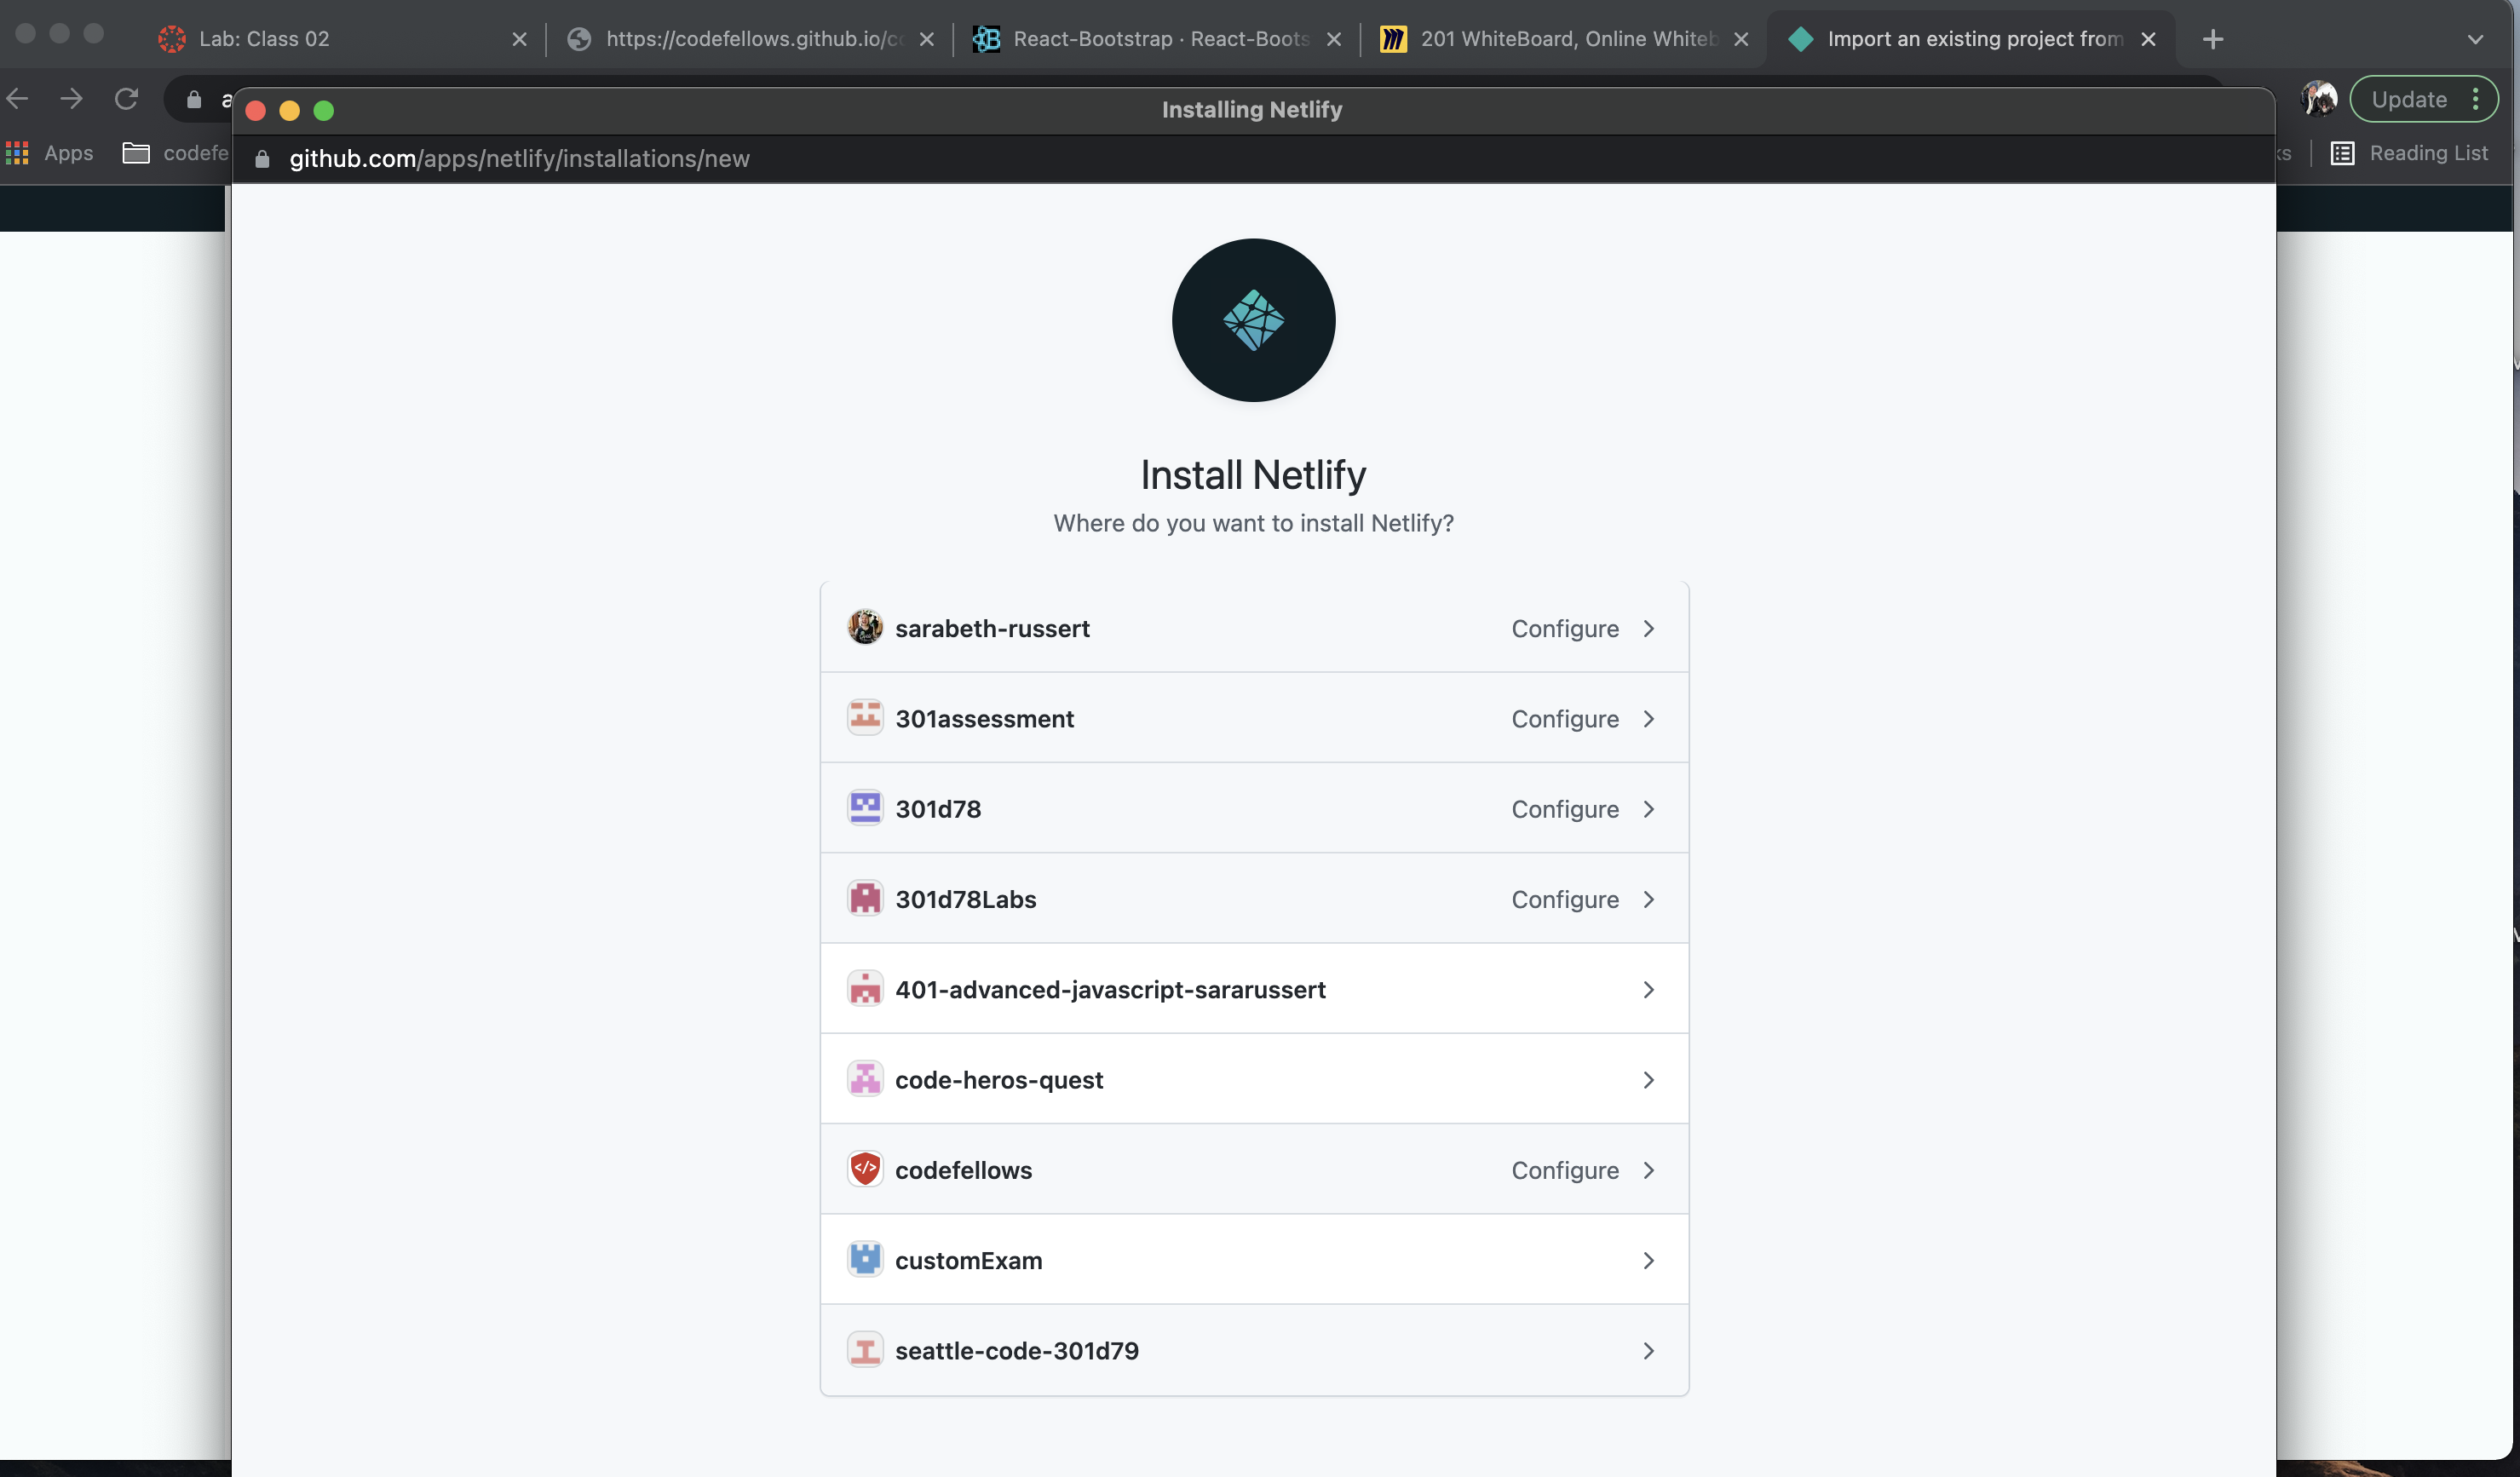 Lab: Class 02
https://codefellows.github.io/c
React-Bootstrap · React-Boots
201 WhiteBoard, Online Whiteb
Import an existing project from
Update
Installing Netlify
github.com/apps/netlify/installations/new
Apps
codefe
ks
Reading List
Install Netlify
Where do you want to install Netlify?
sarabeth-russert
Configure
301assessment
Configure
301d78
Configure
301d78Labs
Configure
401-advanced-javascript-sararussert
code-heros-quest
codefellows
Configure
customExam
seattle-code-301d79